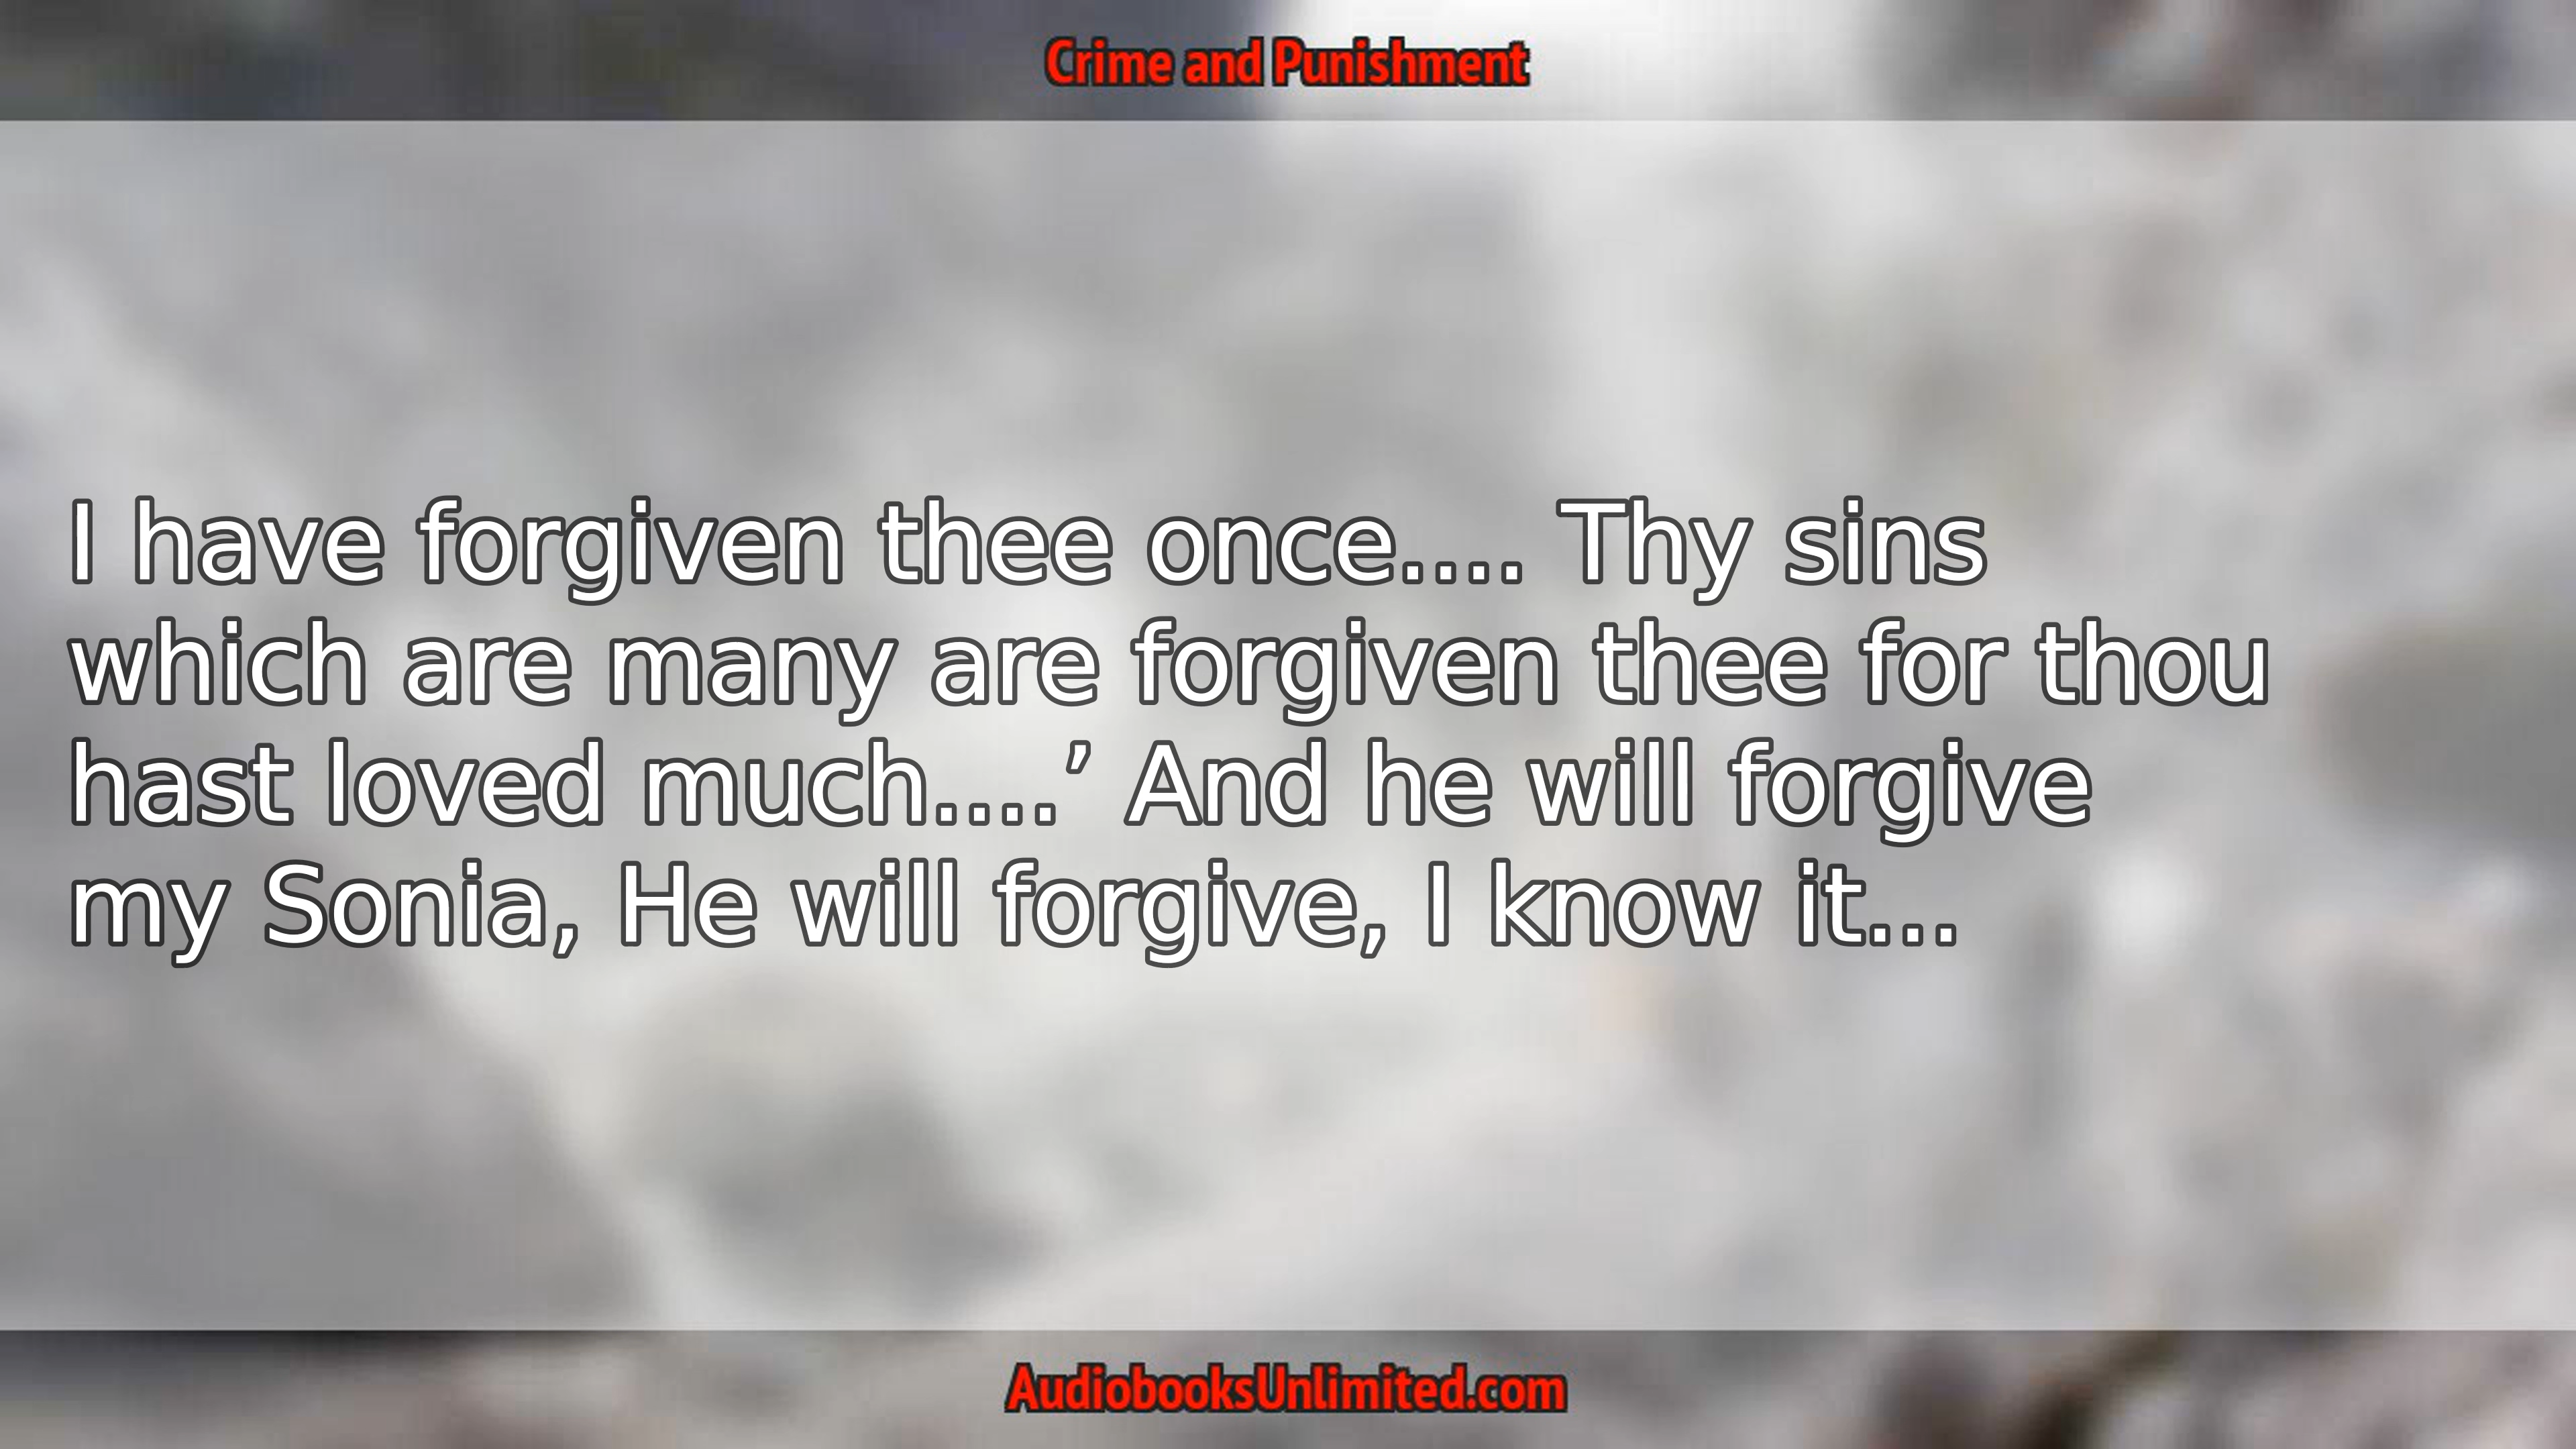 Crime and Punishment
I have forgiven thee once.... Thy sins
which are many are forgiven thee for thou
hast loved much....’ And he will forgive
my Sonia, He will forgive, I know it...
AudiobooksUnlimited.com